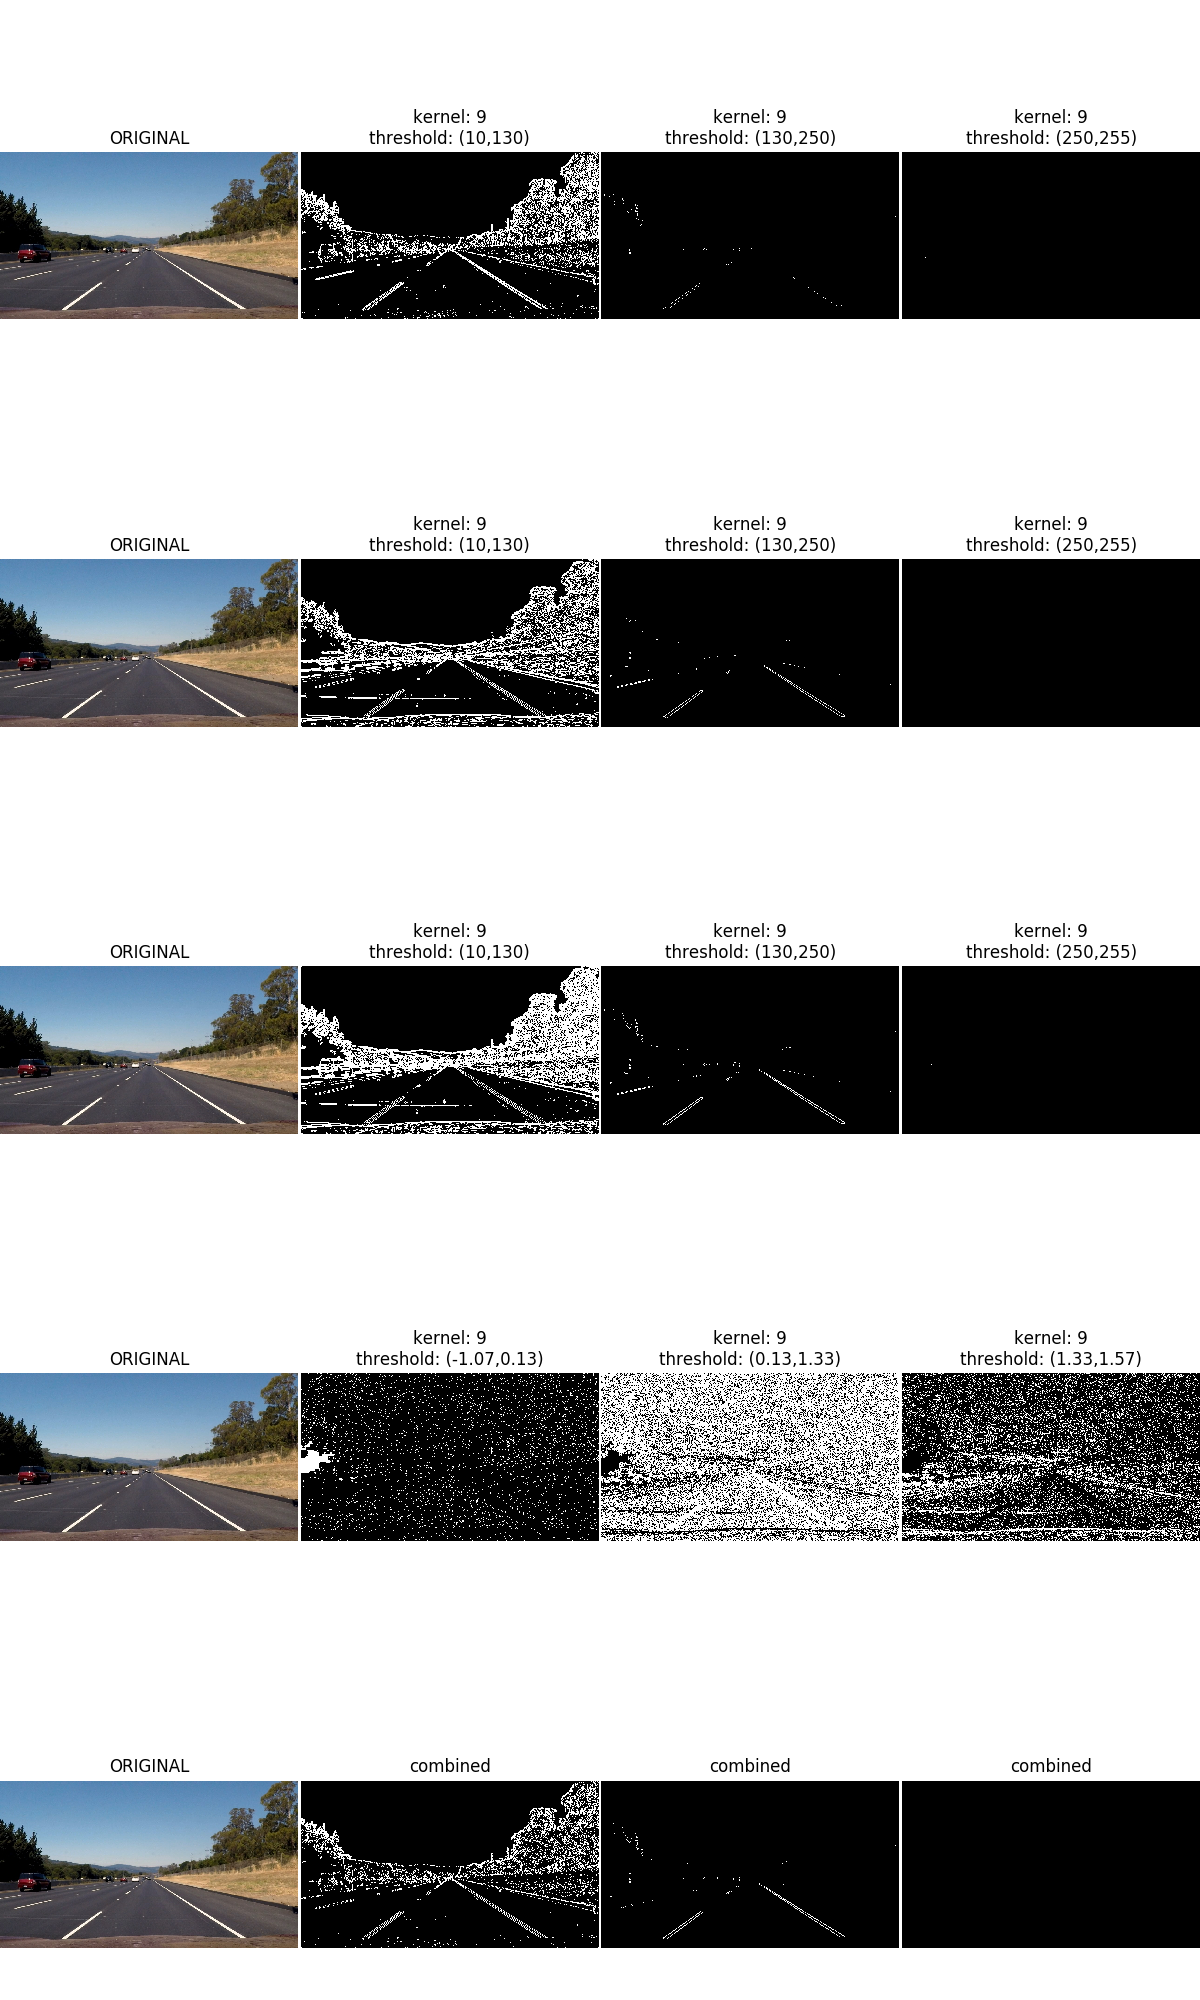 ORIGINAL
kernel: 9
threshold: (10,130)
kernel: 9
threshold: (130,250)
kernel: 9
threshold: (250,255)
ORIGINAL
kernel: 9
threshold: (10,130)
kernel: 9
threshold: (130,250)
kernel: 9
threshold: (250,255)
ORIGINAL
kernel: 9
threshold: (10,130)
kernel: 9
threshold: (130,250)
kernel: 9
threshold: (250,255)
ORIGINAL
kernel: 9
threshold: (-1.07,0.13)
kernel: 9
threshold: (0.13,1.33)
kernel: 9
threshold: (1.33,1.57)
ORIGINAL
combined
combined
combined